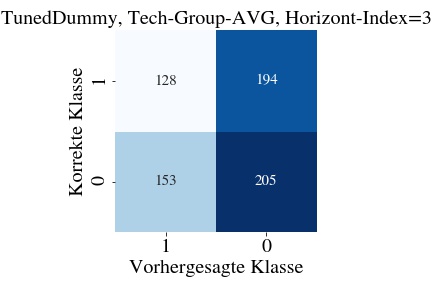 TunedDummy, Tech-Group-AVG, Horizont-Index=3
Korrekte Klasse
1
128
194
0
153
205
1
0
Vorhergesagte Klasse